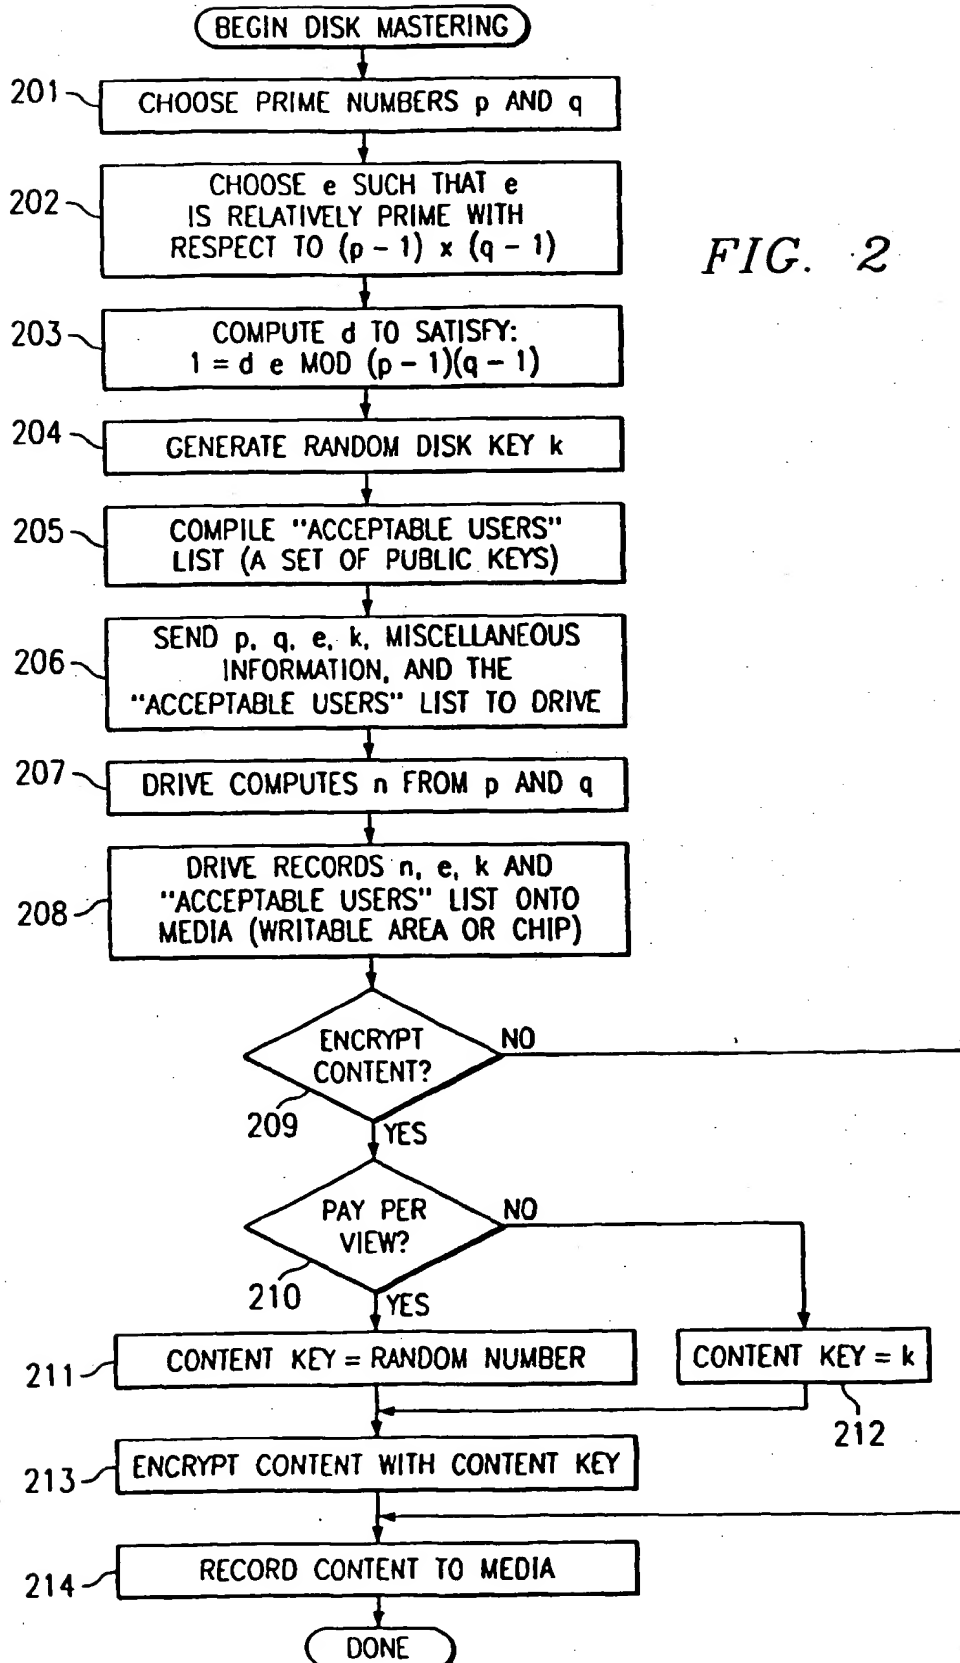 BEGIN DISK MASTERING
201
CHOOSE PRIME NUMBERS p AND q
202
CHOOSE e SUCH THAT e
IS RELATIVELY PRIME WITH
RESPECT TO (p - 1) x (q - 1)
FIG. 2
203
COMPUTE d TO SATISFY:
1 = d e MOD (p - 1)(q - 1)
204
GENERATE RANDOM DISK KEY k
205
COMPILE "ACCEPTABLE USERS"
LIST (A SET OF PUBLIC KEYS)
206
SEND p, q, e, k, MISCELLANEOUS
INFORMATION, AND THE
"ACCEPTABLE USERS" LIST TO DRIVE
207
DRIVE COMPUTES n FROM p AND q
208
DRIVE RECORDS n, e, k AND
"ACCEPTABLE USERS" LIST ONTO
MEDIA (WRITABLE AREA OR CHIP)
ENCRYPT
CONTENT?
NO
209
YES
PAY PER
VIEW?
NO
210
YES
211
CONTENT KEY = RANDOM NUMBER
CONTENT KEY = k
212
213
ENCRYPT CONTENT WITH CONTENT KEY
214
RECORD CONTENT TO MEDIA
DONE